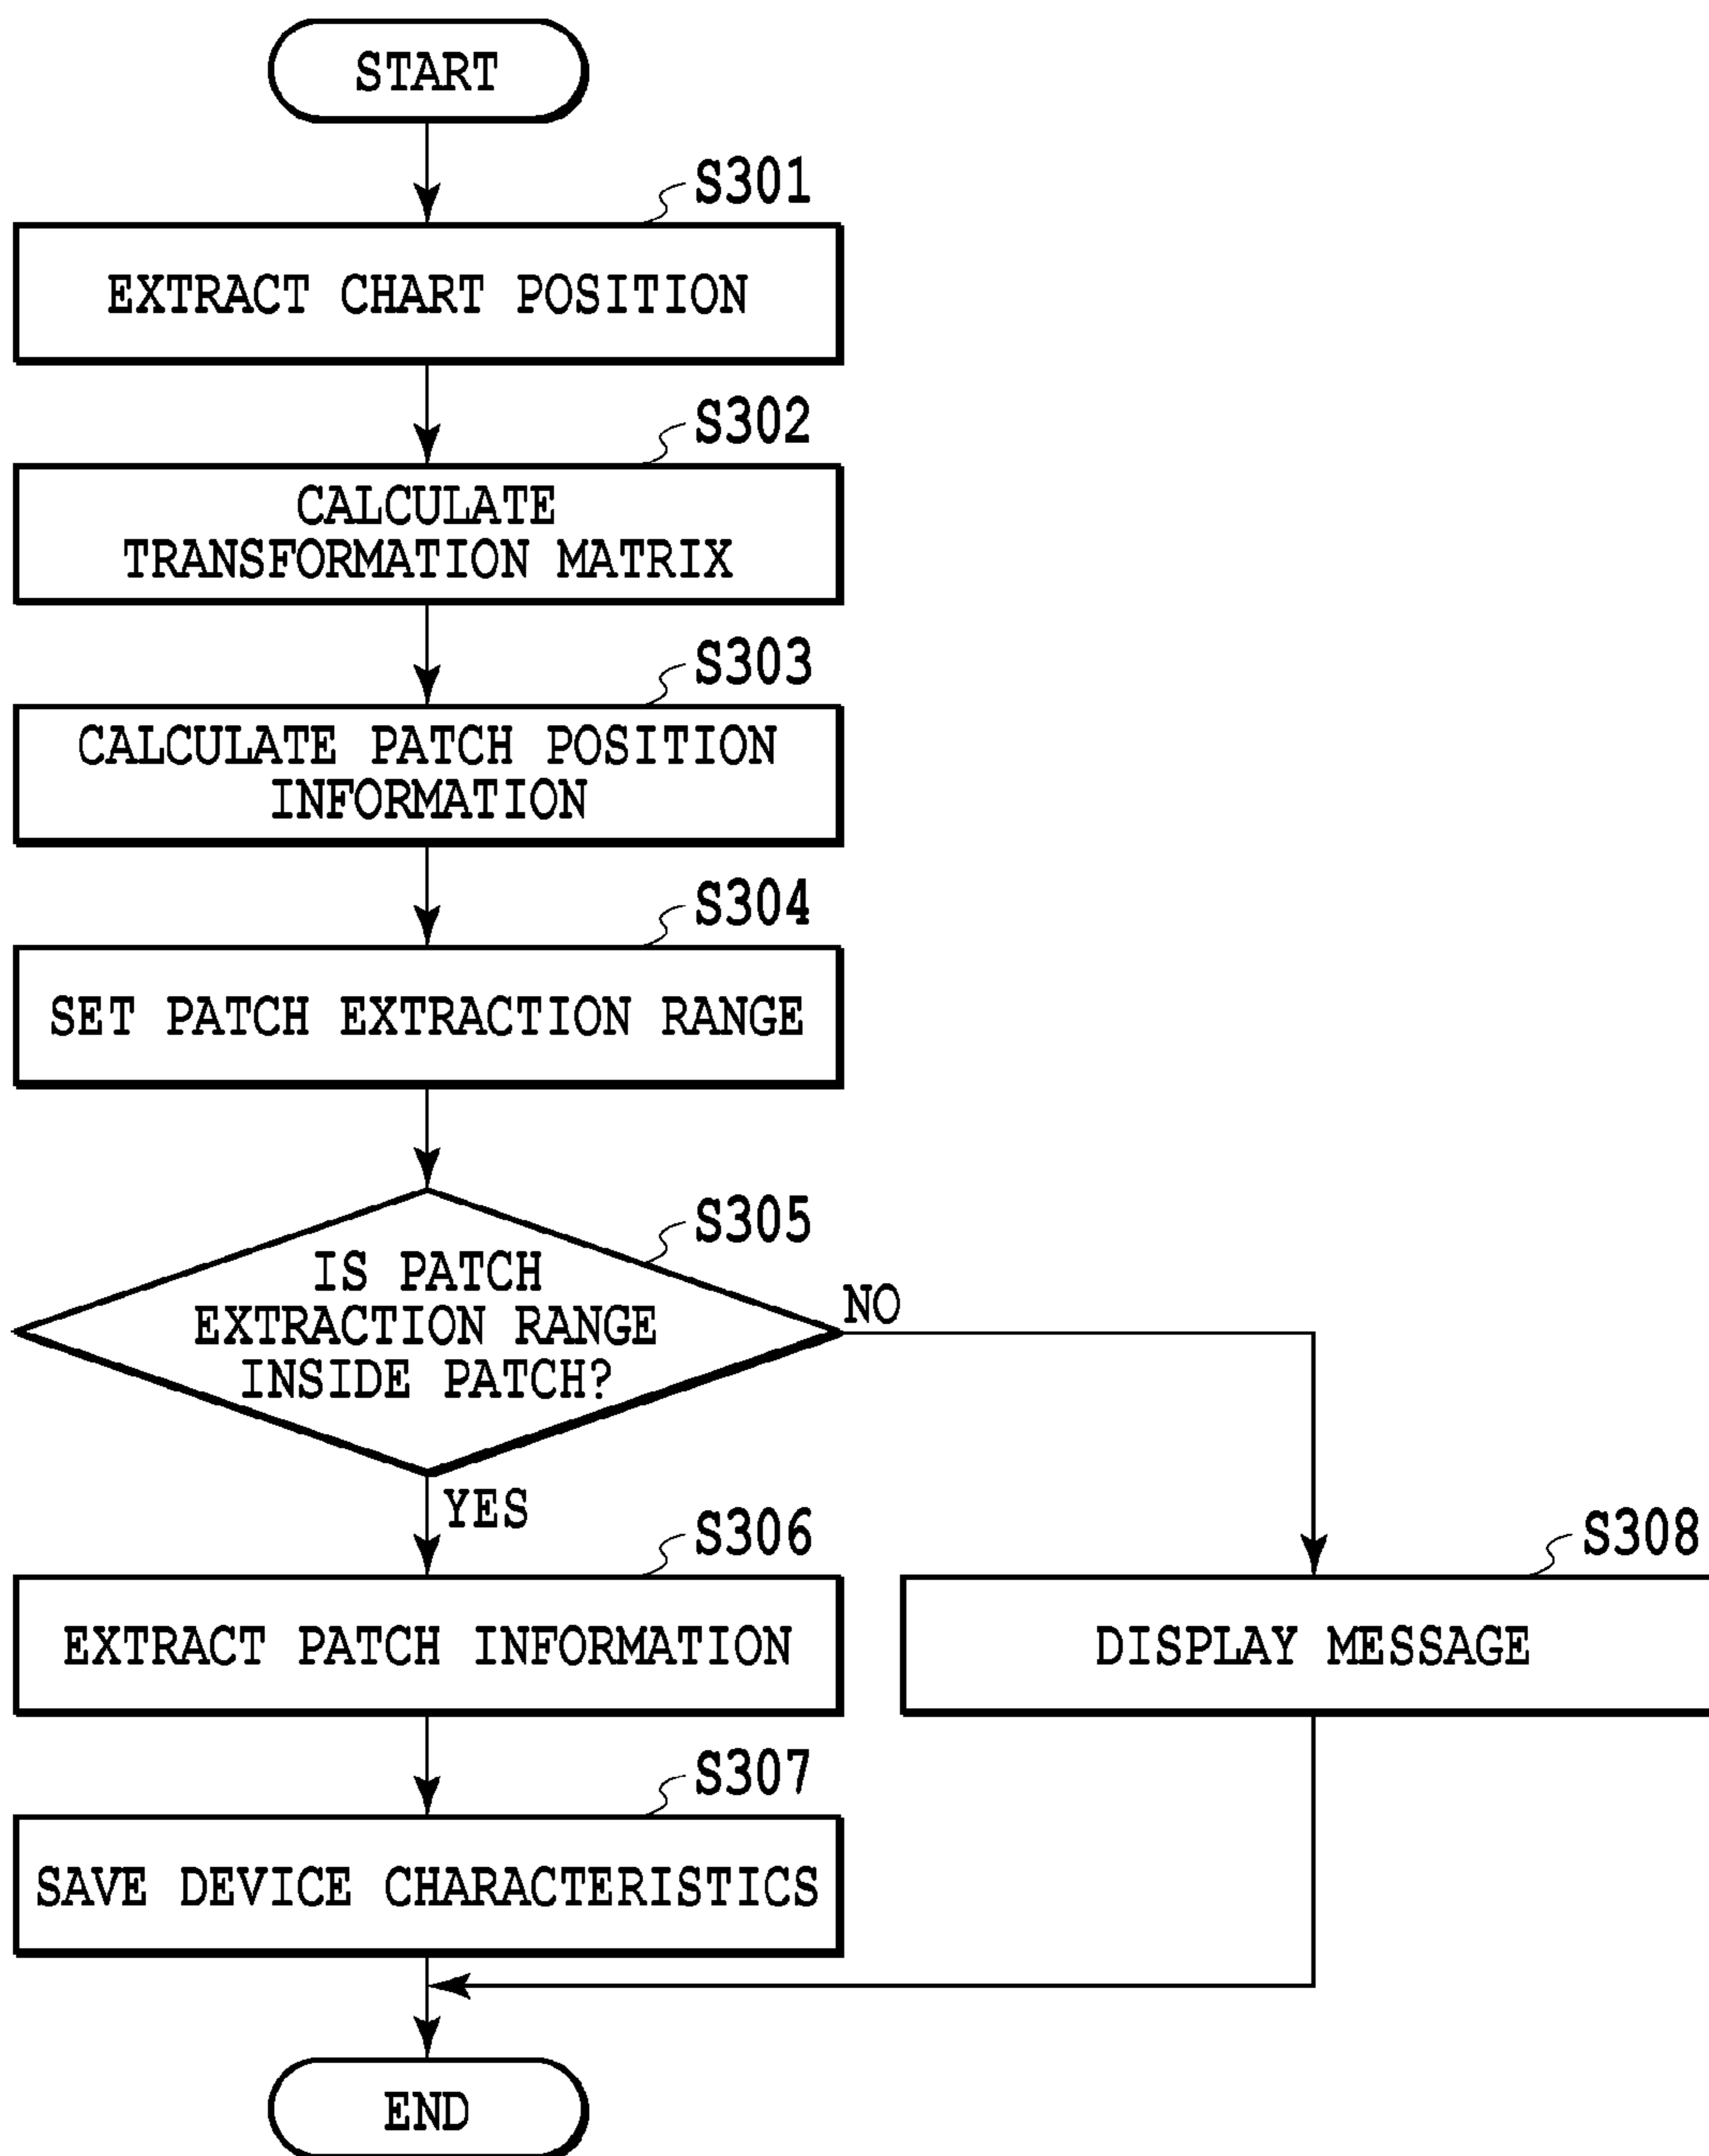 START
S301
EXTRACT CHART POSITION
S302
CALCULATE
TRANSFORMATION MATRIX
S303
CALCULATE PATCH POSITION
INFORMATION
S304
SET PATCH EXTRACTION RANGE
S305
IS PATCH
EXTRACTION RANGE
INSIDE PATCH?
NO
YES
S306
EXTRACT PATCH INFORMATION
S308
DISPLAY MESSAGE
S307
SAVE DEVICE CHARACTERISTICS
END